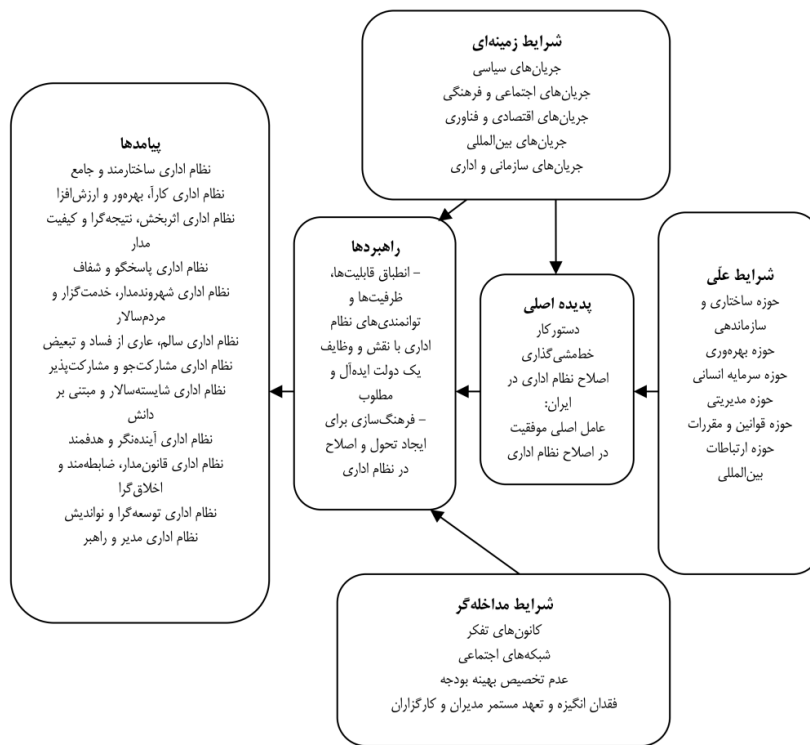 شرایط زمینه‌ای
جریان‌های سیاسی
جریان‌های اجتماعی و فرهنگی
جریان‌های اقتصادی و فناوری
جریان‌های بین‌المللی
جریان‌های سازمانی و اداری
شرایط علّی
حوزه ساختاری و
سازماندهی
حوزه بهره‌وری
حوزه سرمایه انسانی
حوزه مدیریتی
حوزه قوانین و مقررات
حوزه ارتباطات
بین‌المللی
پدیده اصلی
دستورکار
خط‌مشی‌گذاری
اصلاح نظام اداری در
ایران:
عامل اصلی موفقیت
در اصلاح نظام اداری
راهبردها
– انطباق قابلیت‌ها،
ظرفیت‌ها و
توانمندی‌های نظام
اداری با نقش و وظایف
یک دولت ایده‌آل و
مطلوب
– فرهنگ‌سازی برای
ایجاد تحول و اصلاح
در نظام اداری
پیامدها
نظام اداری ساختارمند و جامع
نظام اداری کارآ، بهره‌ور و ارزش‌افزا
نظام اداری اثربخش، نتیجه‌گرا و کیفیت
مدار
نظام اداری پاسخگو و شفاف
نظام اداری شهروندمدار، خدمت‌گزار و
مردم‌سالار
نظام اداری سالم، عاری از فساد و تبعیض
نظام اداری مشارکت‌جو و مشارکت‌پذیر
نظام اداری شایسته‌سالار و مبتنی بر
دانش
نظام اداری آینده‌نگر و هدفمند
نظام اداری قانون‌مدار، ضابطه‌مند و
اخلاق‌گرا
نظام اداری توسعه‌گرا و نواندیش
نظام اداری مدیر و راهبر
شرایط مداخله‌گر
کانون‌های تفکر
شبکه‌های اجتماعی
عدم تخصیص بهینه بودجه
فقدان انگیزه و تعهد مستمر مدیران و کارگزاران